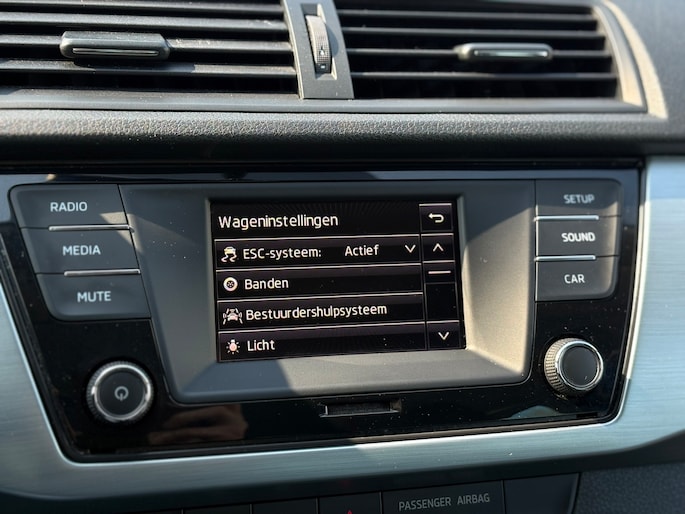 RADIO
MEDIA
MUTE
Wageninstellingen
ESC-systeem: Actief
Banden
Bestuurdershulpsysteem
Licht
SETUP
SOUND
CAR
PASSENGER AIRBAG